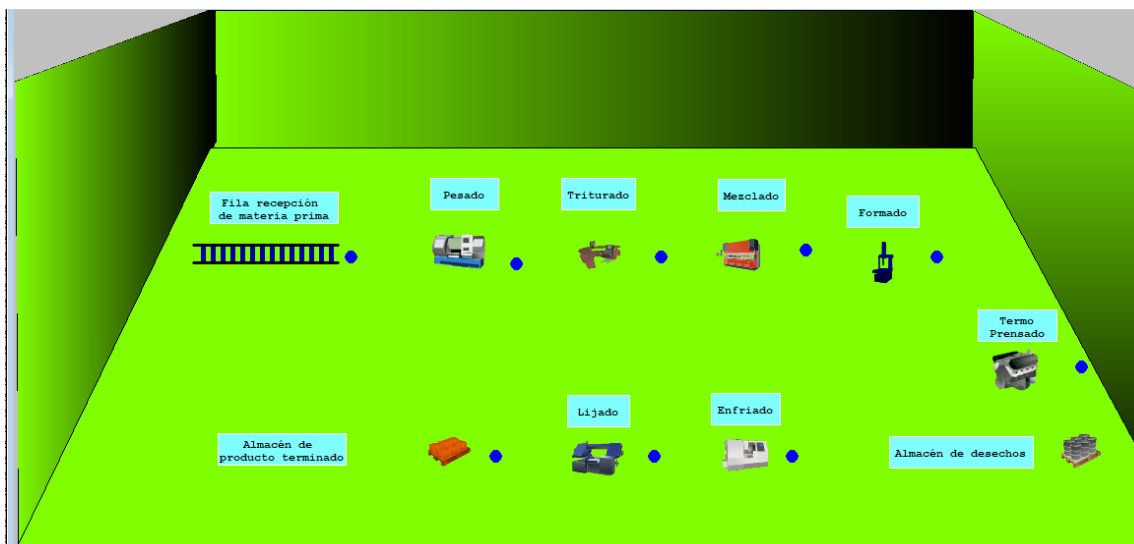 Fila recepción
de materia prima
Pesado
Triturado
Mezclado
Formado
Termo
Prensado
Almacén de
producto terminado
Lijado
Enfriado
Almacén de desechos